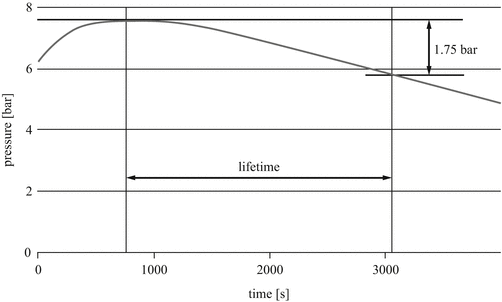 8
1.75 bar
6
pressure [bar]
4
lifetime
2
0
0 1000 2000 3000
time [s]